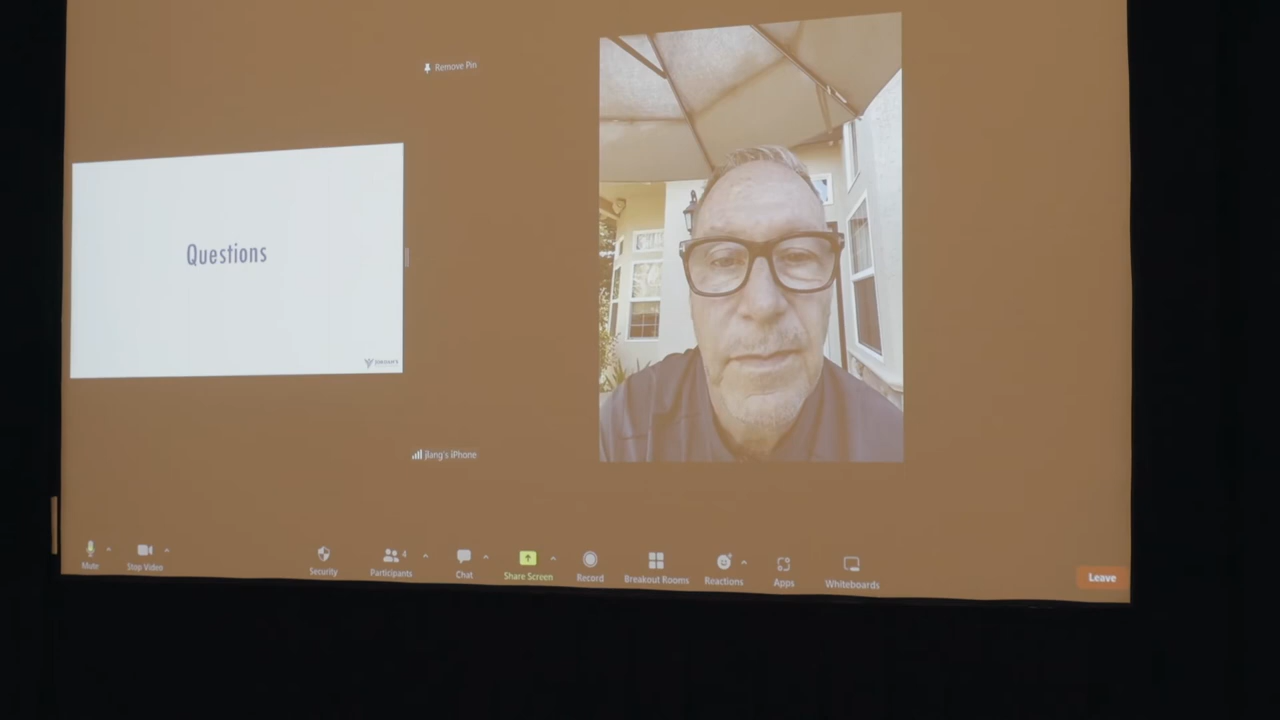 Remove Pin
Questions
jlang's iPhone
Mute
Stop Video
Security
Participants
4
Chat
Share Screen
Record
Breakout Rooms
Reactions
Apps
Whiteboards
Leave